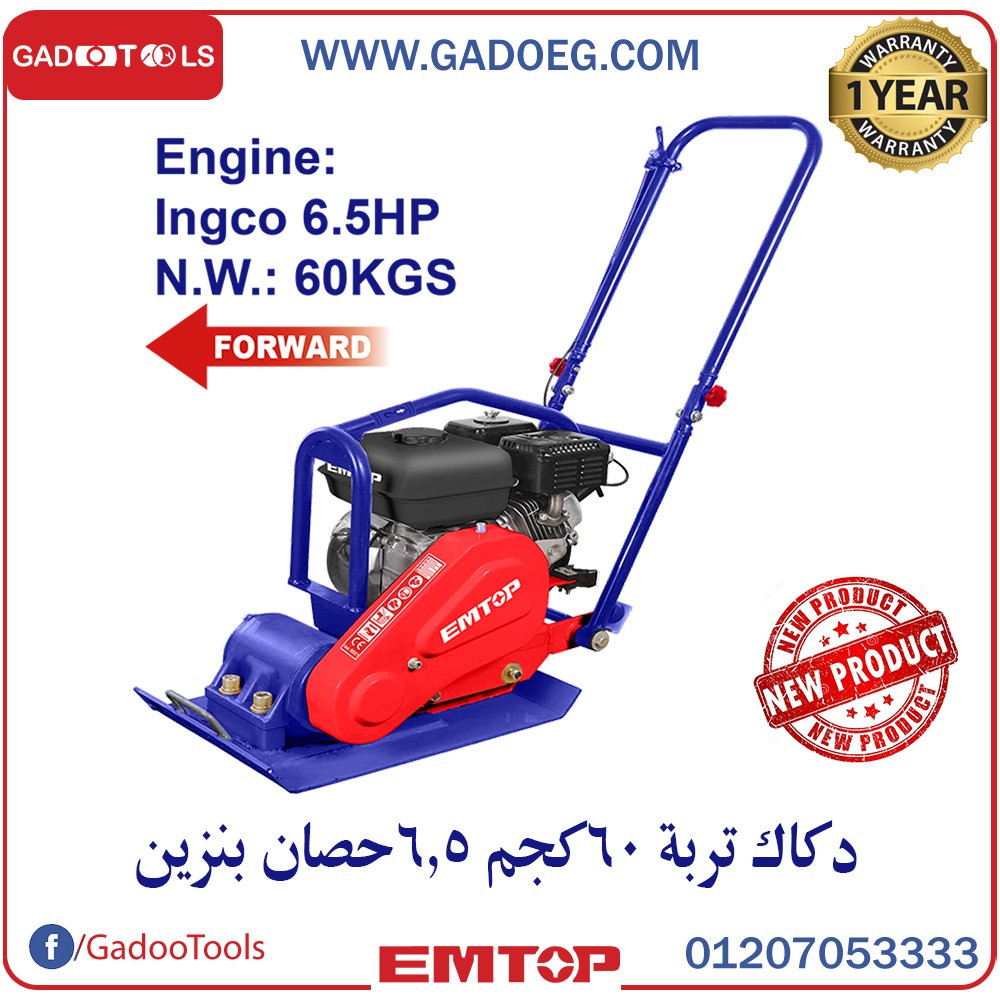 GADOOTOOLS
WWW.GADOEG.COM
WARRANTY
1 YEAR
WARRANTY
Engine:
Ingco 6.5HP
N.W.: 60KGS
FORWARD
EMTOP
EMTOP
NEW PRODUCT
NEW PRODUCT
NEW PRODUCT
دكاك تربة ٦٠كجم ٦,٥حصان بنزين
f/GadooTools
EMTOP
01207053333